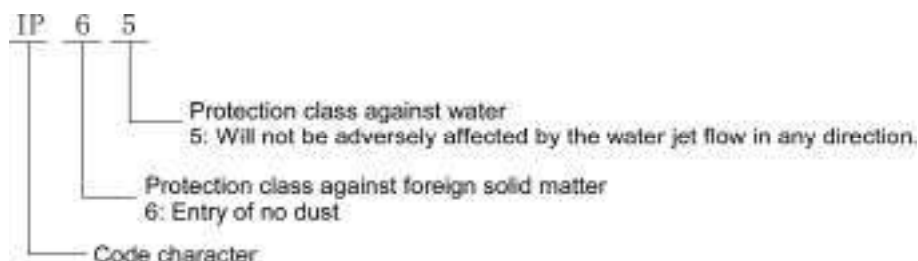 IP 6 5
Protection class against water
5: Will not be adversely affected by the water jet flow in any direction.
Protection class against foreign solid matter
6: Entry of no dust
Code character